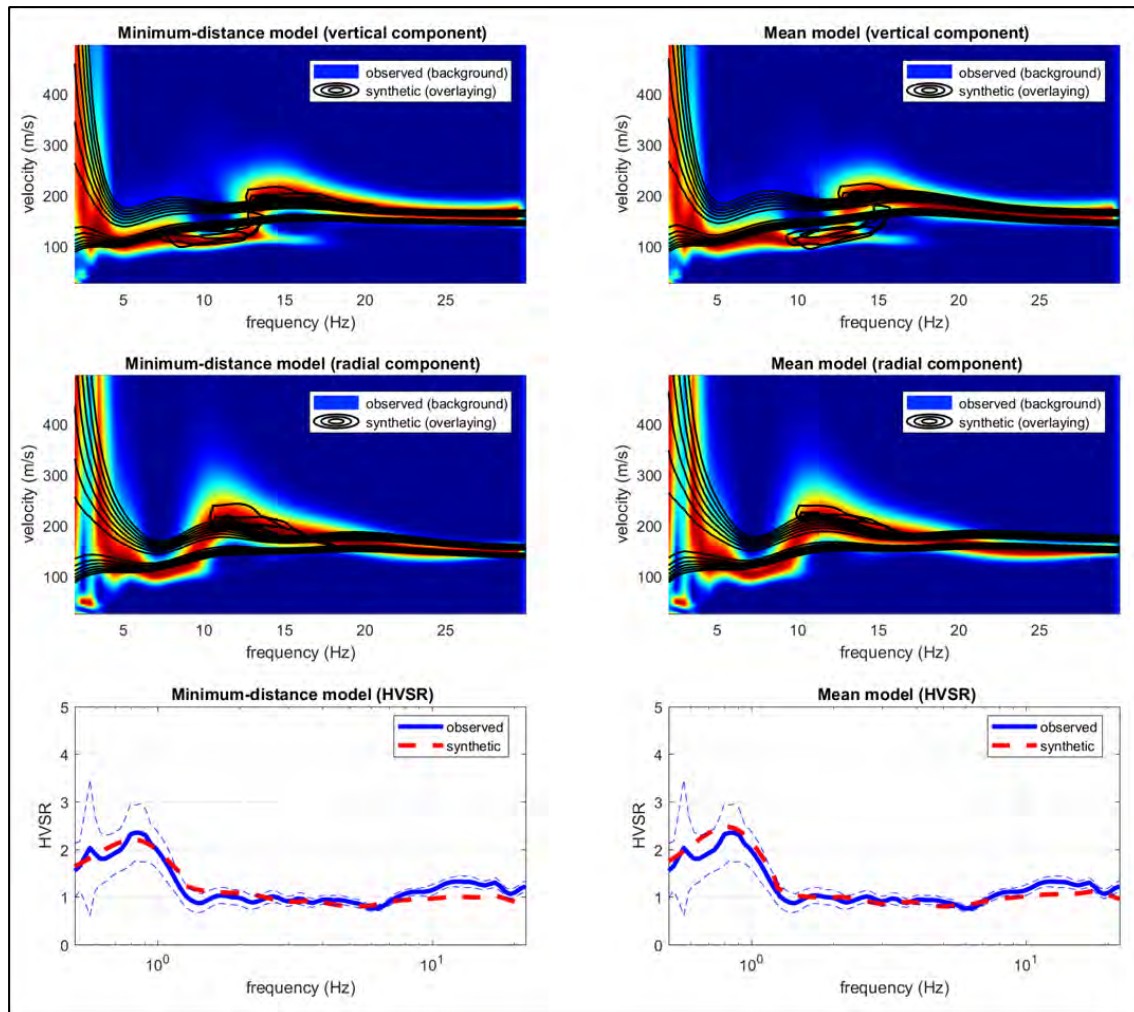 Minimum-distance model (vertical component)
observed (background)
synthetic (overlaying)
velocity (m/s)
400
300
200
100
5 10 15 20 25
frequency (Hz)
Mean model (vertical component)
observed (background)
synthetic (overlaying)
velocity (m/s)
400
300
200
100
5 10 15 20 25
frequency (Hz)
Minimum-distance model (radial component)
observed (background)
synthetic (overlaying)
velocity (m/s)
400
300
200
100
5 10 15 20 25
frequency (Hz)
Mean model (radial component)
observed (background)
synthetic (overlaying)
velocity (m/s)
400
300
200
100
5 10 15 20 25
frequency (Hz)
Minimum-distance model (HVSR)
observed
synthetic
HVSR
5
4
3
2
1
0
10⁰ 10¹
frequency (Hz)
Mean model (HVSR)
observed
synthetic
HVSR
5
4
3
2
1
0
10⁰ 10¹
frequency (Hz)